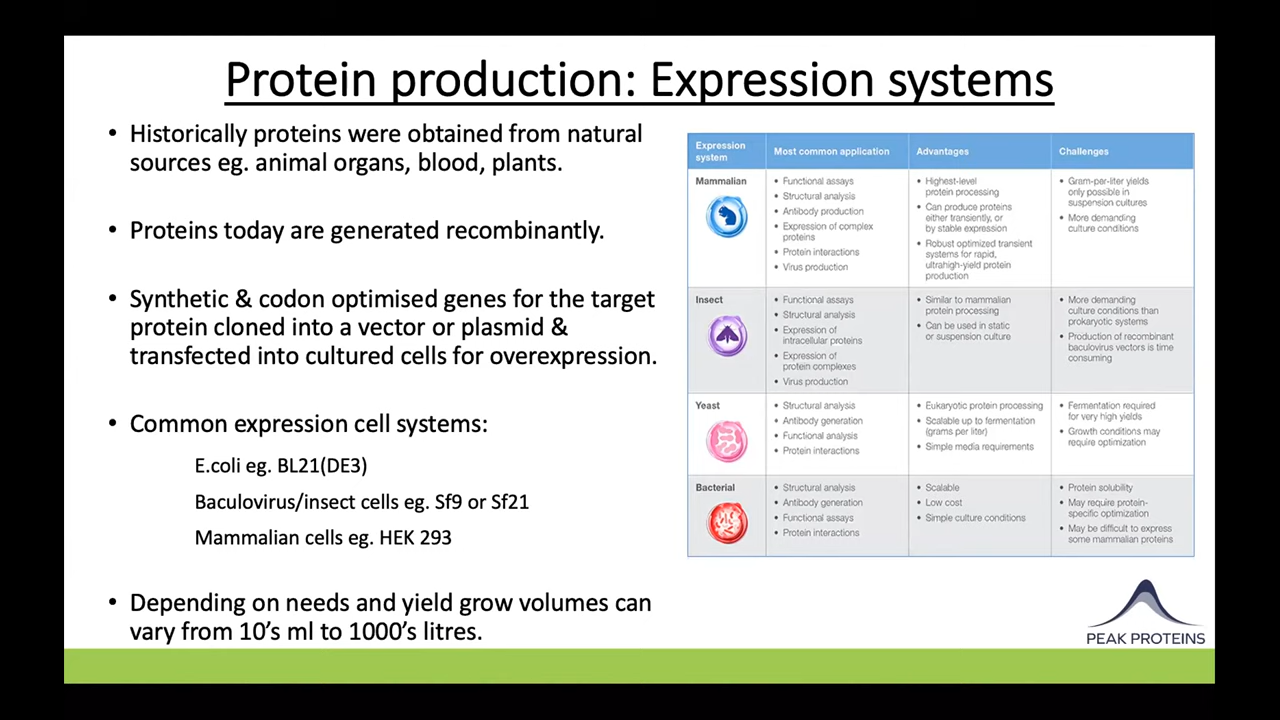 Protein production: Expression systems
• Historically proteins were obtained from natural
sources eg. animal organs, blood, plants.
• Proteins today are generated recombinantly.
• Synthetic & codon optimised genes for the target
protein cloned into a vector or plasmid &
transfected into cultured cells for overexpression.
• Common expression cell systems:
E.coli eg. BL21(DE3)
Baculovirus/insect cells eg. Sf9 or Sf21
Mammalian cells eg. HEK 293
• Depending on needs and yield grow volumes can
vary from 10's ml to 1000's litres.
Expression
system
Most common application
Advantages
Challenges
Mammalian
• Functional assays
• Structural analysis
• Antibody production
• Expression of complex
proteins
• Protein interactions
• Virus production
• Highest-level
protein processing
• Can produce proteins
either transiently, or
by stable expression
• Robust optimized transient
systems for rapid,
ultrahigh-yield protein
production
• Gram-per-liter yields
only possible in
suspension cultures
• More demanding
culture conditions
Insect
• Functional assays
• Structural analysis
• Expression of
intracellular proteins
• Expression of
protein complexes
• Virus production
• Similar to mammalian
protein processing
• Can be used in static
or suspension culture
• More demanding
culture conditions than
prokaryotic systems
• Production of recombinant
baculovirus vectors is time
consuming
Yeast
• Structural analysis
• Antibody generation
• Functional analysis
• Protein interactions
• Eukaryotic protein processing
• Scalable up to fermentation
(grams per liter)
• Simple media requirements
• Fermentation required
for very high yields
• Growth conditions may
require optimization
Bacterial
• Structural analysis
• Antibody generation
• Functional assays
• Protein interactions
• Scalable
• Low cost
• Simple culture conditions
• Protein solubility
• May require protein-
specific optimization
• May be difficult to express
some mammalian proteins
PEAK PROTEINS